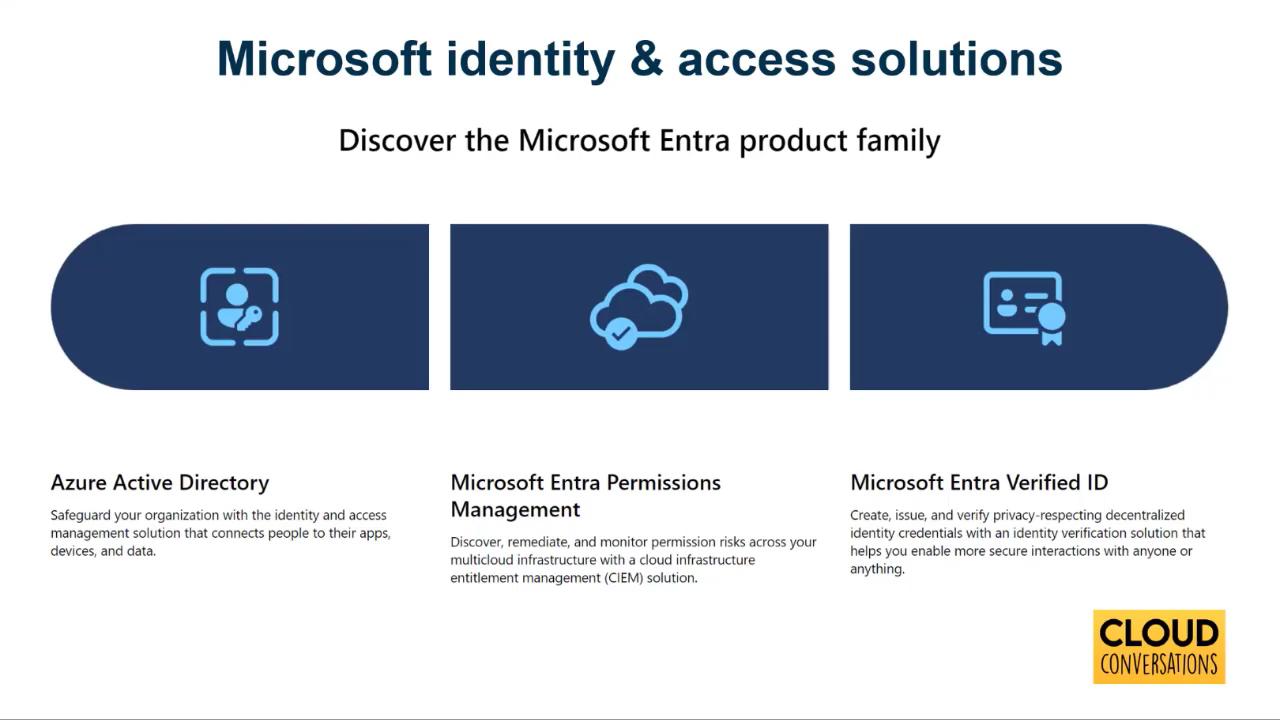 Microsoft identity & access solutions
Discover the Microsoft Entra product family
Azure Active Directory
Safeguard your organization with the identity and access
management solution that connects people to their apps,
devices, and data.
Microsoft Entra Permissions
Management
Discover, remediate, and monitor permission risks across your
multicloud infrastructure with a cloud infrastructure
entitlement management (CIEM) solution.
Microsoft Entra Verified ID
Create, issue, and verify privacy-respecting decentralized
identity credentials with an identity verification solution that
helps you enable more secure interactions with anyone or
anything.
CLOUD
CONVERSATIONS